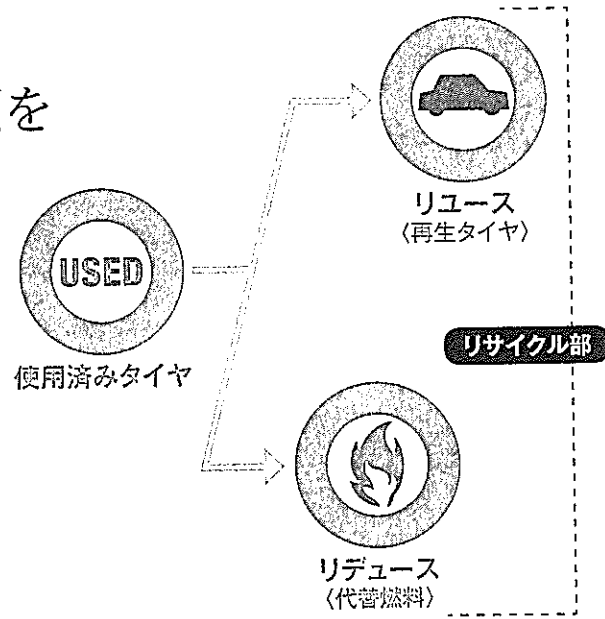 を
USED
使用済みタイヤ
リユース
〈再生タイヤ〉
リサイクル部
リデュース
〈代替燃料〉